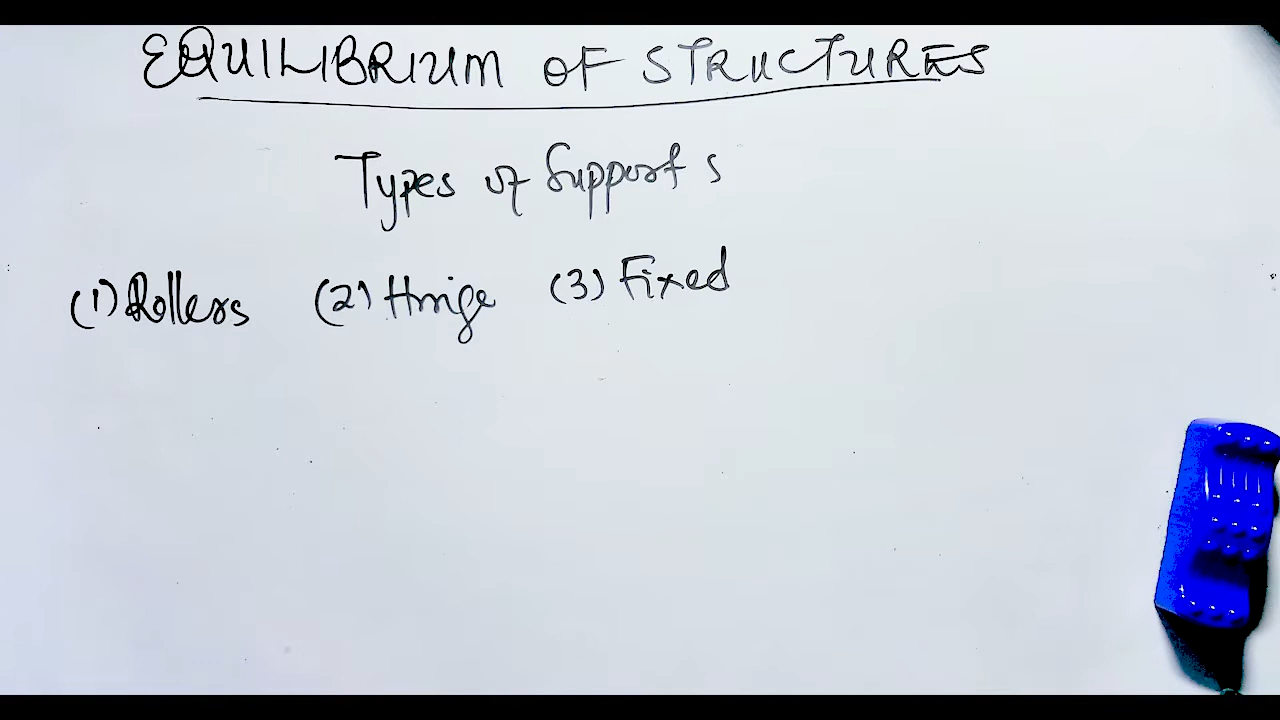 EQUILIBRIUM OF STRUCTURES
Types of Supports
(1) Rollers (2) Hinge (3) Fixed